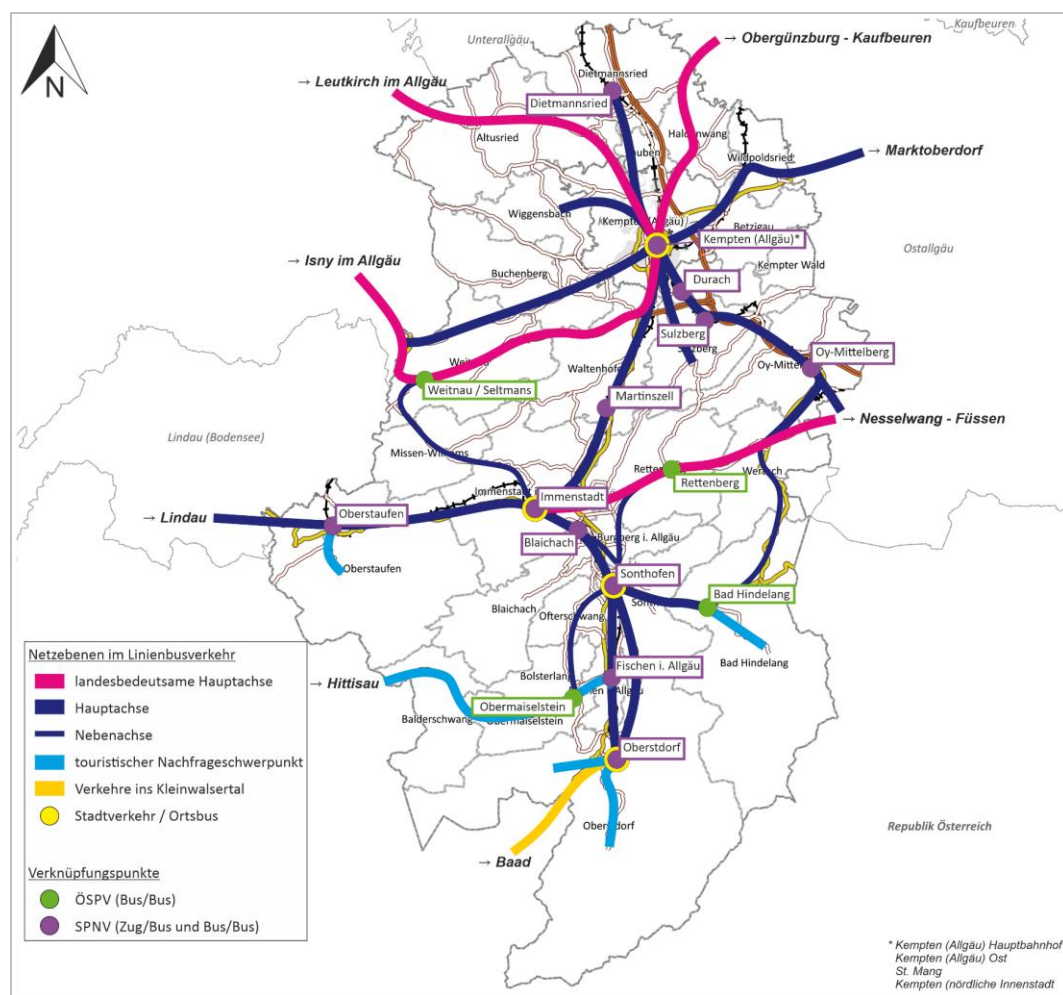 Kaufbeuren
Unterallgäu
→ Obergünzburg - Kaufbeuren
→ Leutkirch im Allgäu
N
Dietmannsried
Dietmannsried
Altusried
→ Marktoberdorf
Wildpoldsried
Wiggensbach
Kempten (Allgäu)
Betzigau
Kempten (Allgäu)*
Ostallgäu
→ Isny im Allgäu
Buchenberg
Kempter Wald
Durach
Sulzberg
Oy-Mittelberg
Weitnau / Seltmans
Martinszell
→ Nesselwang - Füssen
Lindau (Bodensee)
Missen-Wilhams
Rettenberg
Immenstadt
Immenstadt
→ Lindau
Oberstaufen
Blaichach
Burgberg i. Allgäu
Oberstaufen
Sonthofen
Bad Hindelang
Blaichach
Ofterschwang
Bad Hindelang
Netzebenen im Linienbusverkehr
landesbedeutsame Hauptachse
Hauptachse
Nebenachse
touristischer Nachfrageschwerpunkt
Verkehre ins Kleinwalsertal
Stadtverkehr / Ortsbus
Verknüpfungspunkte
ÖSPV (Bus/Bus)
SPNV (Zug/Bus und Bus/Bus)
→ Hittisau
Bolsterlang
Fischen i. Allgäu
Obermaiselstein
Balderschwang
Obermaiselstein
Oberstdorf
→ Baad
Republik Österreich
* Kempten (Allgäu) Hauptbahnhof
Kempten (Allgäu) Ost
St. Mang
Kempten (nördliche Innenstadt